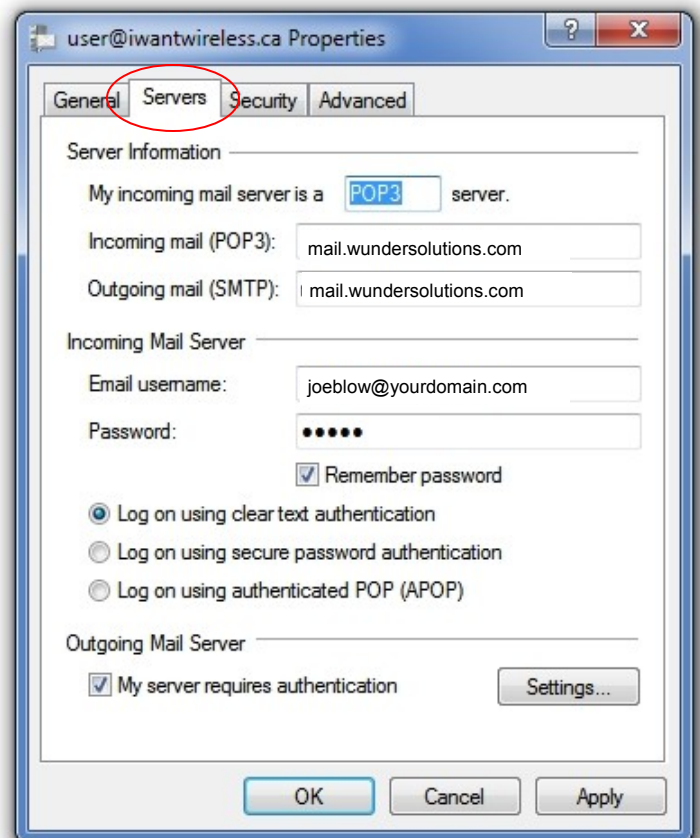 user@iwantwireless.ca Properties
General Servers Security Advanced
Server Information
My incoming mail server is a POP3 server.
Incoming mail (POP3): mail.wundersolutions.com
Outgoing mail (SMTP): mail.wundersolutions.com
Incoming Mail Server
Email username: joeblow@yourdomain.com
Password: •••••
Remember password
Log on using clear text authentication
Log on using secure password authentication
Log on using authenticated POP (APOP)
Outgoing Mail Server
My server requires authentication Settings...
OK Cancel Apply